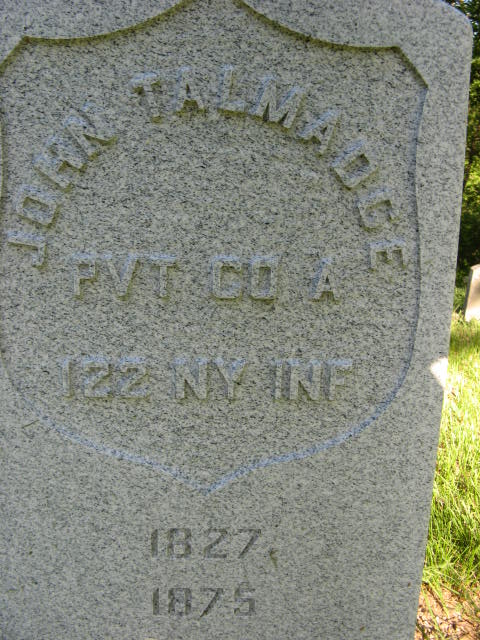 JOHN TALMADGE
PVT CO A
122 NY INF
1827
1875